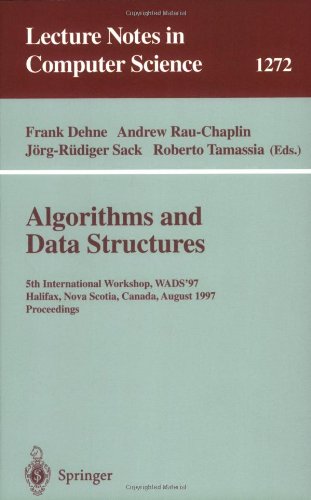 Lecture Notes in
Computer Science 1272
Frank Dehne Andrew Rau-Chaplin
Jörg-Rüdiger Sack Roberto Tamassia (Eds.)
Algorithms and
Data Structures
5th International Workshop, WADS'97
Halifax, Nova Scotia, Canada, August 1997
Proceedings
Springer